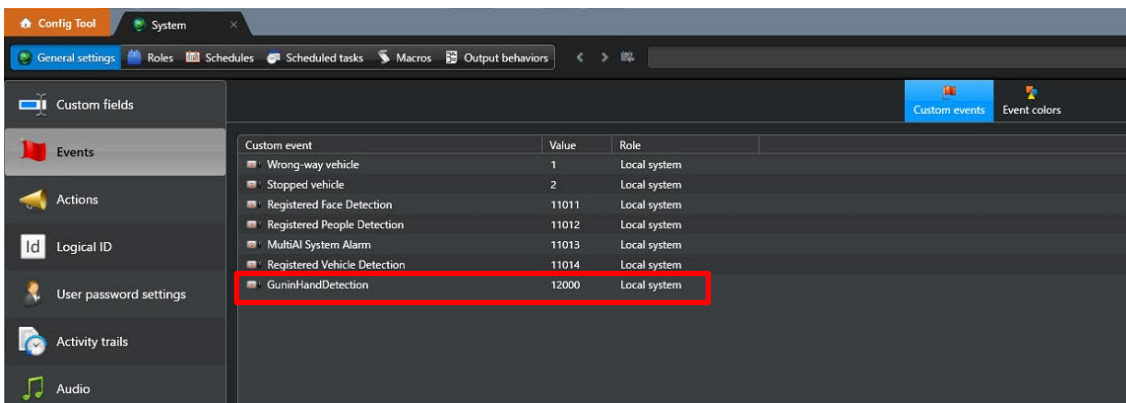 Config Tool System
General settings Roles Schedules Scheduled tasks Macros Output behaviors
Custom fields
Custom events Event colors
Events
Custom event Value Role
Wrong-way vehicle 1 Local system
Stopped vehicle 2 Local system
Actions
Registered Face Detection 11011 Local system
Registered People Detection 11012 Local system
Id Logical ID
MultiAI System Alarm 11013 Local system
Registered Vehicle Detection 11014 Local system
GuninHandDetection 12000 Local system
User password settings
Activity trails
Audio